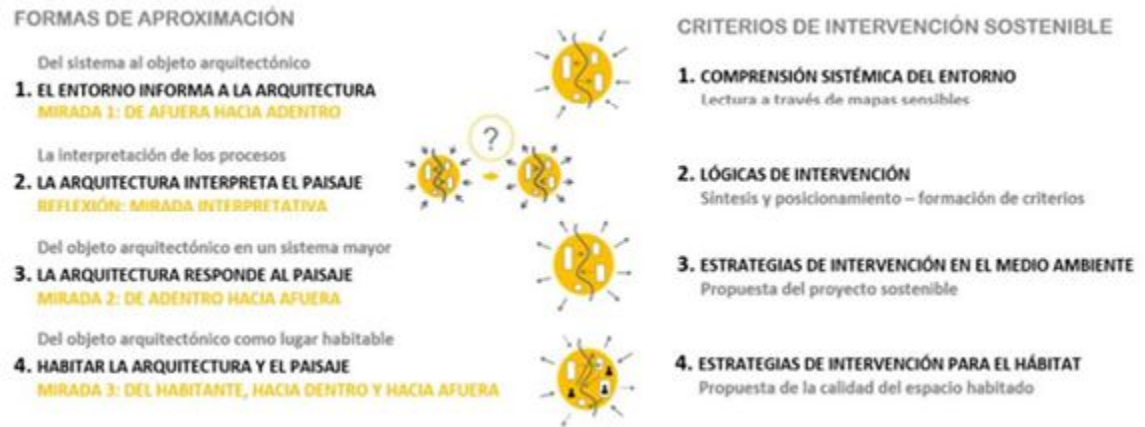 FORMAS DE APROXIMACIÓN
Del sistema al objeto arquitectónico
1. EL ENTORNO INFORMA A LA ARQUITECTURA
MIRADA 1: DE AFUERA HACIA ADENTRO
La interpretación de los procesos
2. LA ARQUITECTURA INTERPRETA EL PAISAJE
REFLEXIÓN: MIRADA INTERPRETATIVA
Del objeto arquitectónico en un sistema mayor
3. LA ARQUITECTURA RESPONDE AL PAISAJE
MIRADA 2: DE ADENTRO HACIA AFUERA
Del objeto arquitectónico como lugar habitable
4. HABITAR LA ARQUITECTURA Y EL PAISAJE
MIRADA 3: DEL HABITANTE, HACIA DENTRO Y HACIA AFUERA
?
CRITERIOS DE INTERVENCIÓN SOSTENIBLE
1. COMPRENSIÓN SISTÉMICA DEL ENTORNO
Lectura a través de mapas sensibles
2. LÓGICAS DE INTERVENCIÓN
Síntesis y posicionamiento – formación de criterios
3. ESTRATEGIAS DE INTERVENCIÓN EN EL MEDIO AMBIENTE
Propuesta del proyecto sostenible
4. ESTRATEGIAS DE INTERVENCIÓN PARA EL HÁBITAT
Propuesta de la calidad del espacio habitado